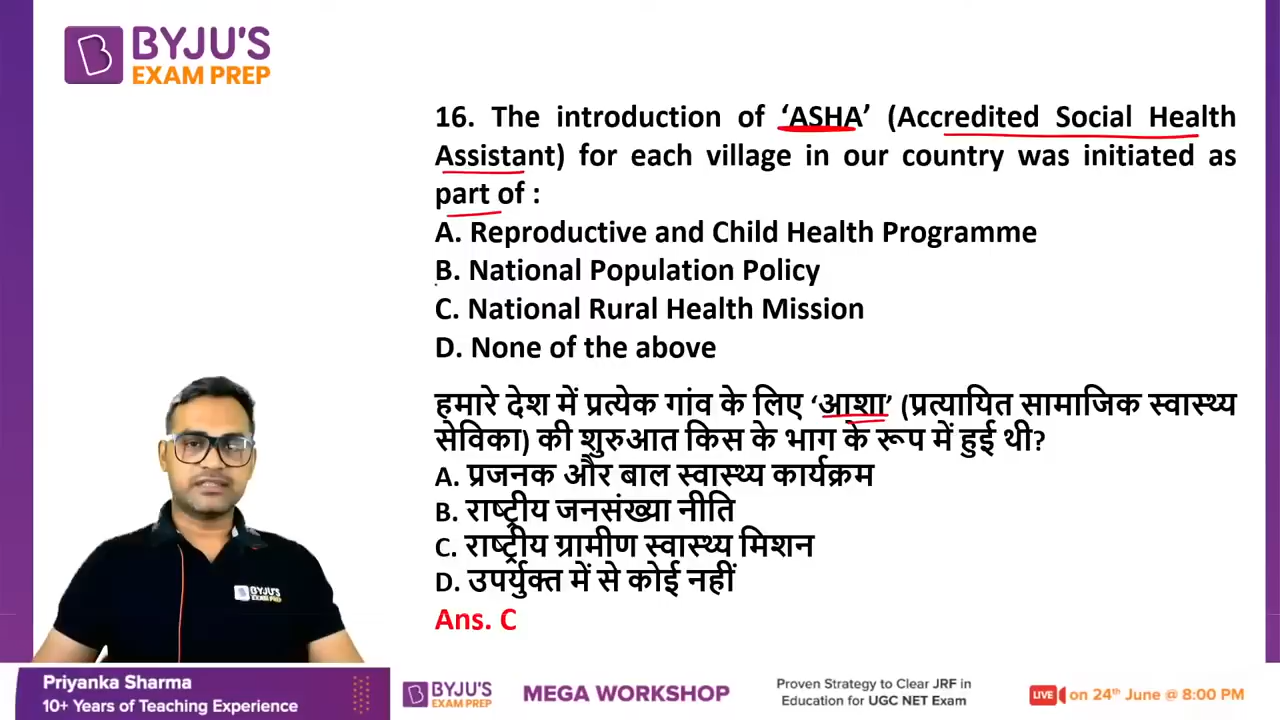 BYJU'S
EXAM PREP
16. The introduction of ‘ASHA’ (Accredited Social Health
Assistant) for each village in our country was initiated as
part of :
A. Reproductive and Child Health Programme
B. National Population Policy
C. National Rural Health Mission
D. None of the above
हमारे देश में प्रत्येक गांव के लिए ‘आशा’ (प्रत्यायित सामाजिक स्वास्थ्य
सेविका) की शुरुआत किस के भाग के रूप में हुई थी?
A. प्रजनक और बाल स्वास्थ्य कार्यक्रम
B. राष्ट्रीय जनसंख्या नीति
C. राष्ट्रीय ग्रामीण स्वास्थ्य मिशन
D. उपर्युक्त में से कोई नहीं
Ans. C
BYJU'S
EXAM PREP
Priyanka Sharma
10+ Years of Teaching Experience
BYJU'S
EXAM PREP
MEGA WORKSHOP
Proven Strategy to Clear JRF in
Education for UGC NET Exam
LIVE on 24th June @ 8:00 PM